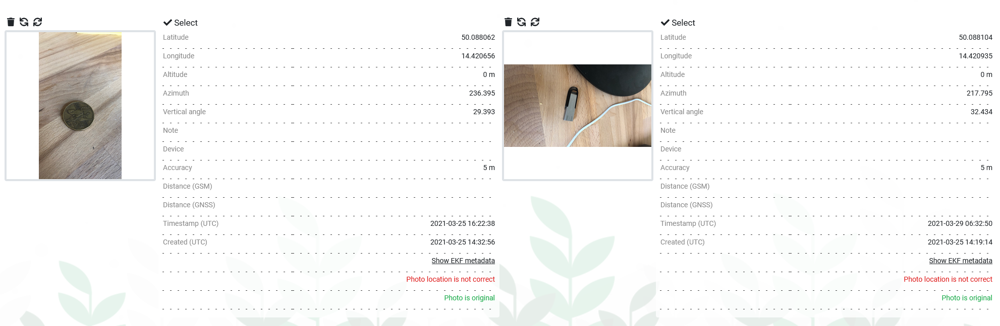 Select
Latitude 50.088062
Longitude 14.420656
Altitude 0 m
Azimuth 236.395
Vertical angle 29.393
Note
Device
Accuracy 5 m
Distance (GSM)
Distance (GNSS)
Timestamp (UTC) 2021-03-25 16:22:38
Created (UTC) 2021-03-25 14:32:56
Show EKF metadata
Photo location is not correct
Photo is original
Select
Latitude 50.088104
Longitude 14.420935
Altitude 0 m
Azimuth 217.795
Vertical angle 32.434
Note
Device
Accuracy 5 m
Distance (GSM)
Distance (GNSS)
Timestamp (UTC) 2021-03-29 06:32:50
Created (UTC) 2021-03-25 14:19:14
Show EKF metadata
Photo location is not correct
Photo is original